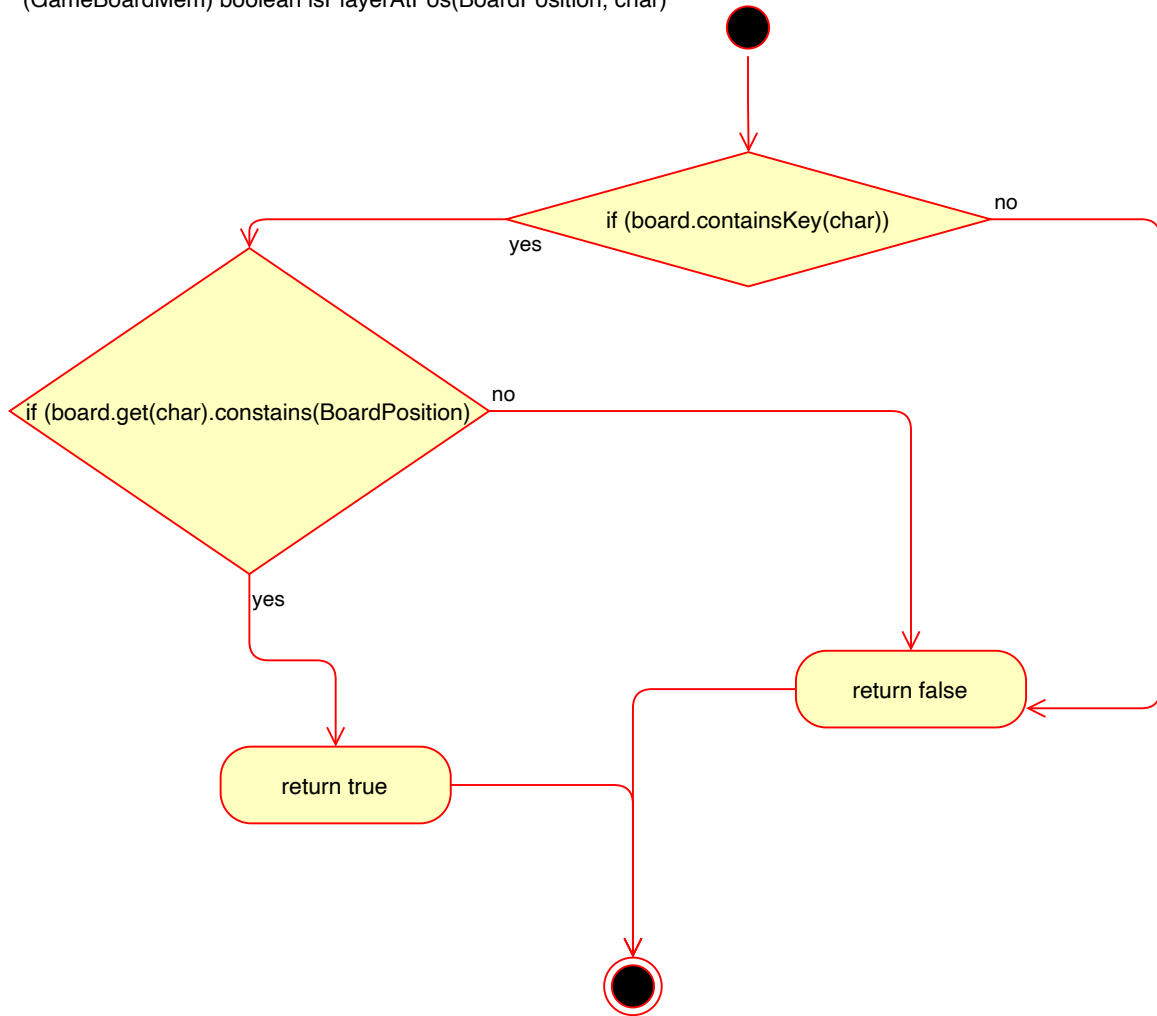 (GameBoardMem) boolean isPlayerAtPos(BoardPosition, char)
if (board.containsKey(char))
no
yes
if (board.get(char).constains(BoardPosition)
no
yes
return false
return true